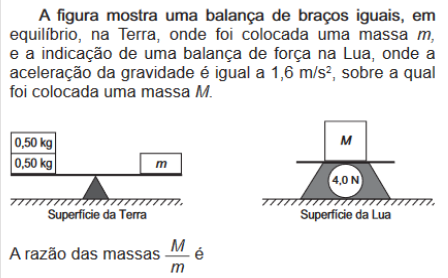 A figura mostra uma balança de braços iguais, em
equilíbrio, na Terra, onde foi colocada uma massa m,
e a indicação de uma balança de força na Lua, onde a
aceleração da gravidade é igual a 1,6 m/s², sobre a qual
foi colocada uma massa M.
0,50 kg
0,50 kg
m
Superfície da Terra
M
4,0 N
Superfície da Lua
A razão das massas M/m é